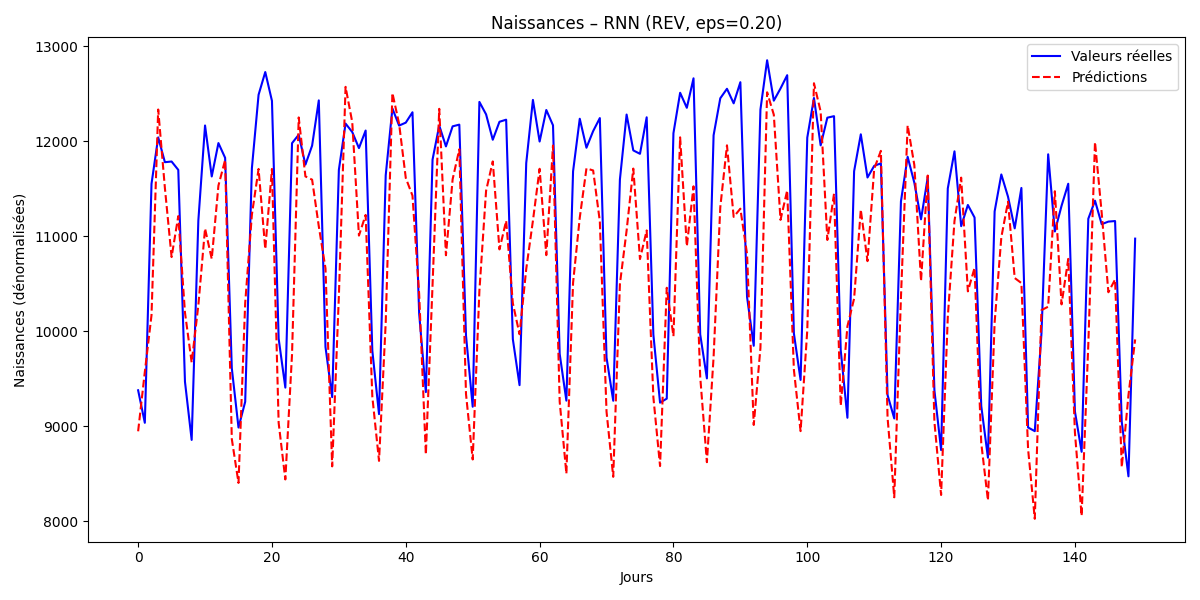 Naissances – RNN (REV, eps=0.20)
Valeurs réelles
Prédictions
Naissances (dénormalisées)
13000
12000
11000
10000
9000
8000
0 20 40 60 80 100 120 140
Jours